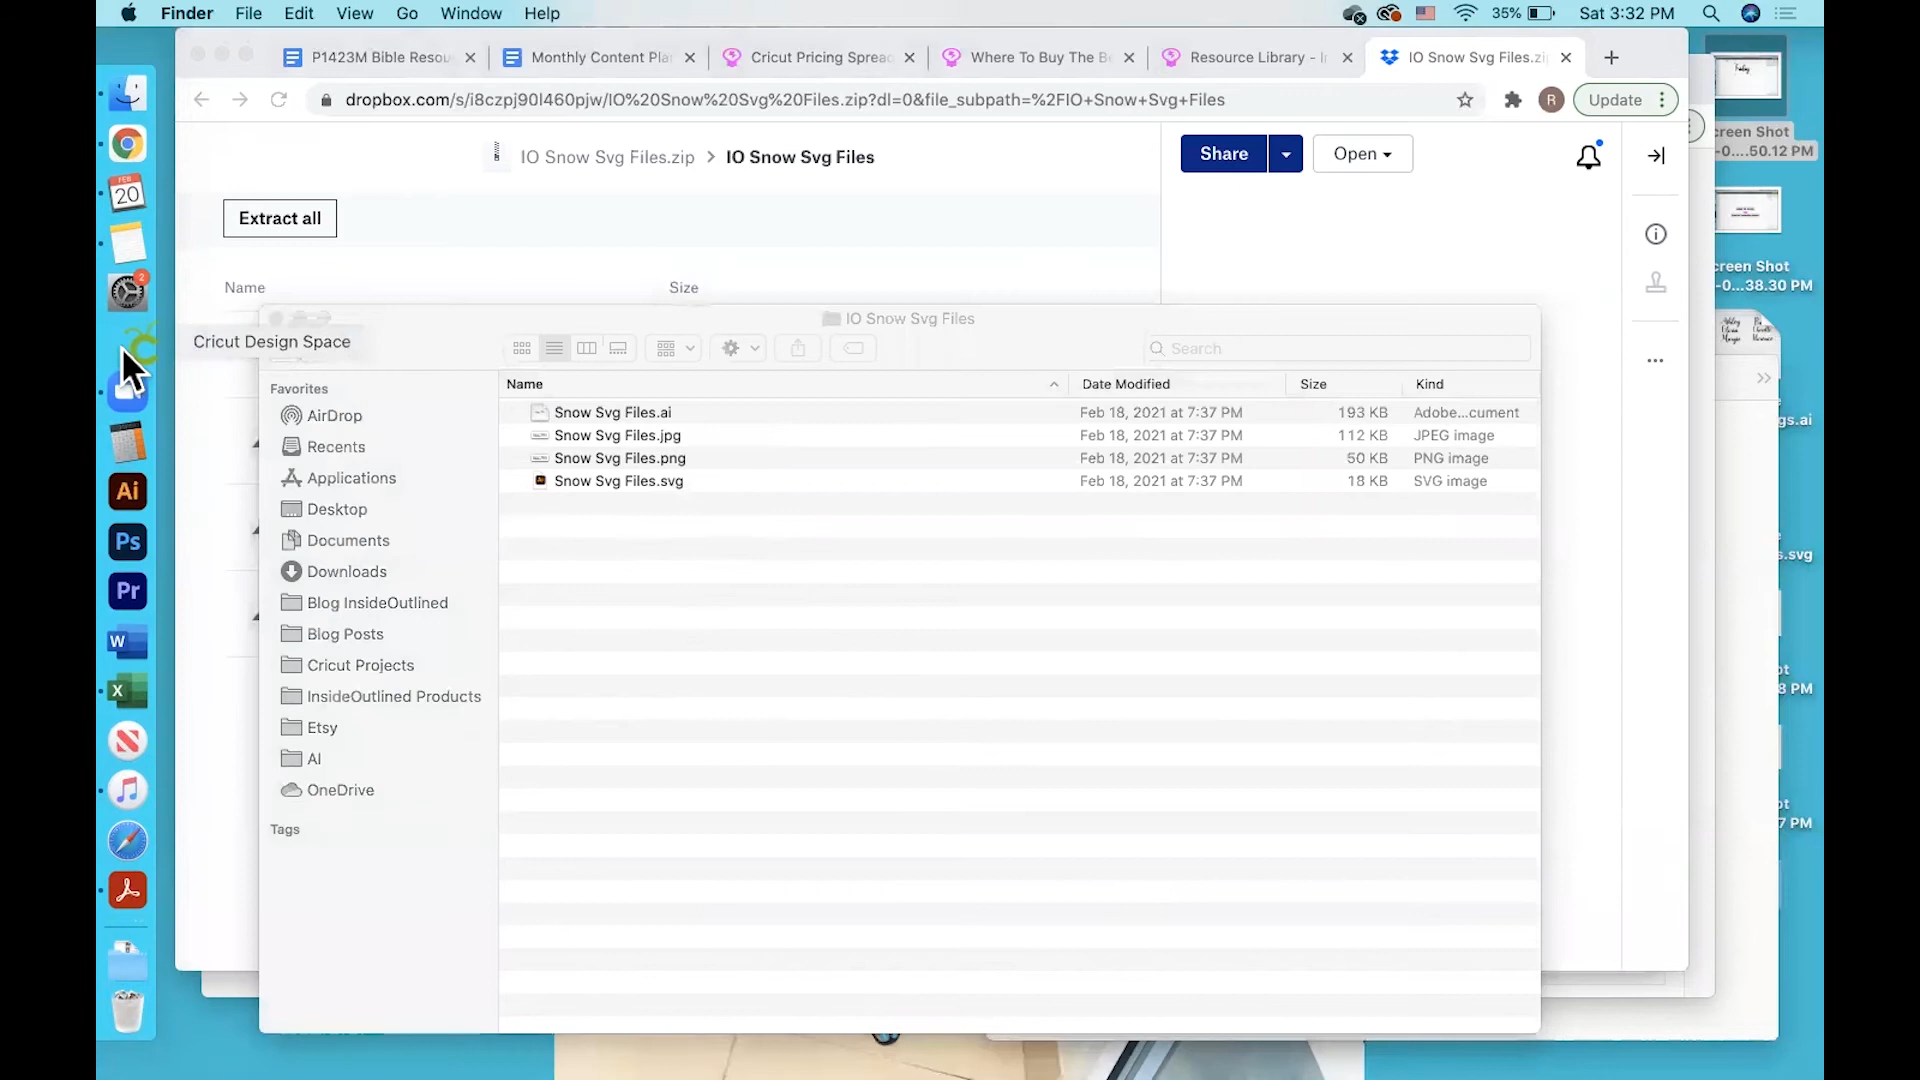 Finder File Edit View Go Window Help 35% Sat 3:32 PM
P1423M Bible Resou Monthly Content Pla Cricut Pricing Spread Where To Buy The Be Resource Library - I IO Snow Svg Files.zi
dropbox.com/s/i8czpj90l460pjw/IO%20Snow%20Svg%20Files.zip?dl=0&file_subpath=%2FIO+Snow+Svg+Files R Update
IO Snow Svg Files.zip > IO Snow Svg Files
Share Open
Extract all
Name Size
FEB
20
2
Cricut Design Space
IO Snow Svg Files
Search
Favorites
AirDrop
Recents
Applications
Desktop
Documents
Downloads
Blog InsideOutlined
Blog Posts
Cricut Projects
InsideOutlined Products
Etsy
AI
OneDrive
Tags
Name Date Modified Size Kind
Snow Svg Files.ai Feb 18, 2021 at 7:37 PM 193 KB Adobe...cument
Snow Svg Files.jpg Feb 18, 2021 at 7:37 PM 112 KB JPEG image
Snow Svg Files.png Feb 18, 2021 at 7:37 PM 50 KB PNG image
Snow Svg Files.svg Feb 18, 2021 at 7:37 PM 18 KB SVG image
Ai
Ps
Pr
W
X
creen Shot
-0....50.12 PM
creen Shot
-0...38.30 PM
gs.ai
s.svg
ot
8 PM
ot
7 PM